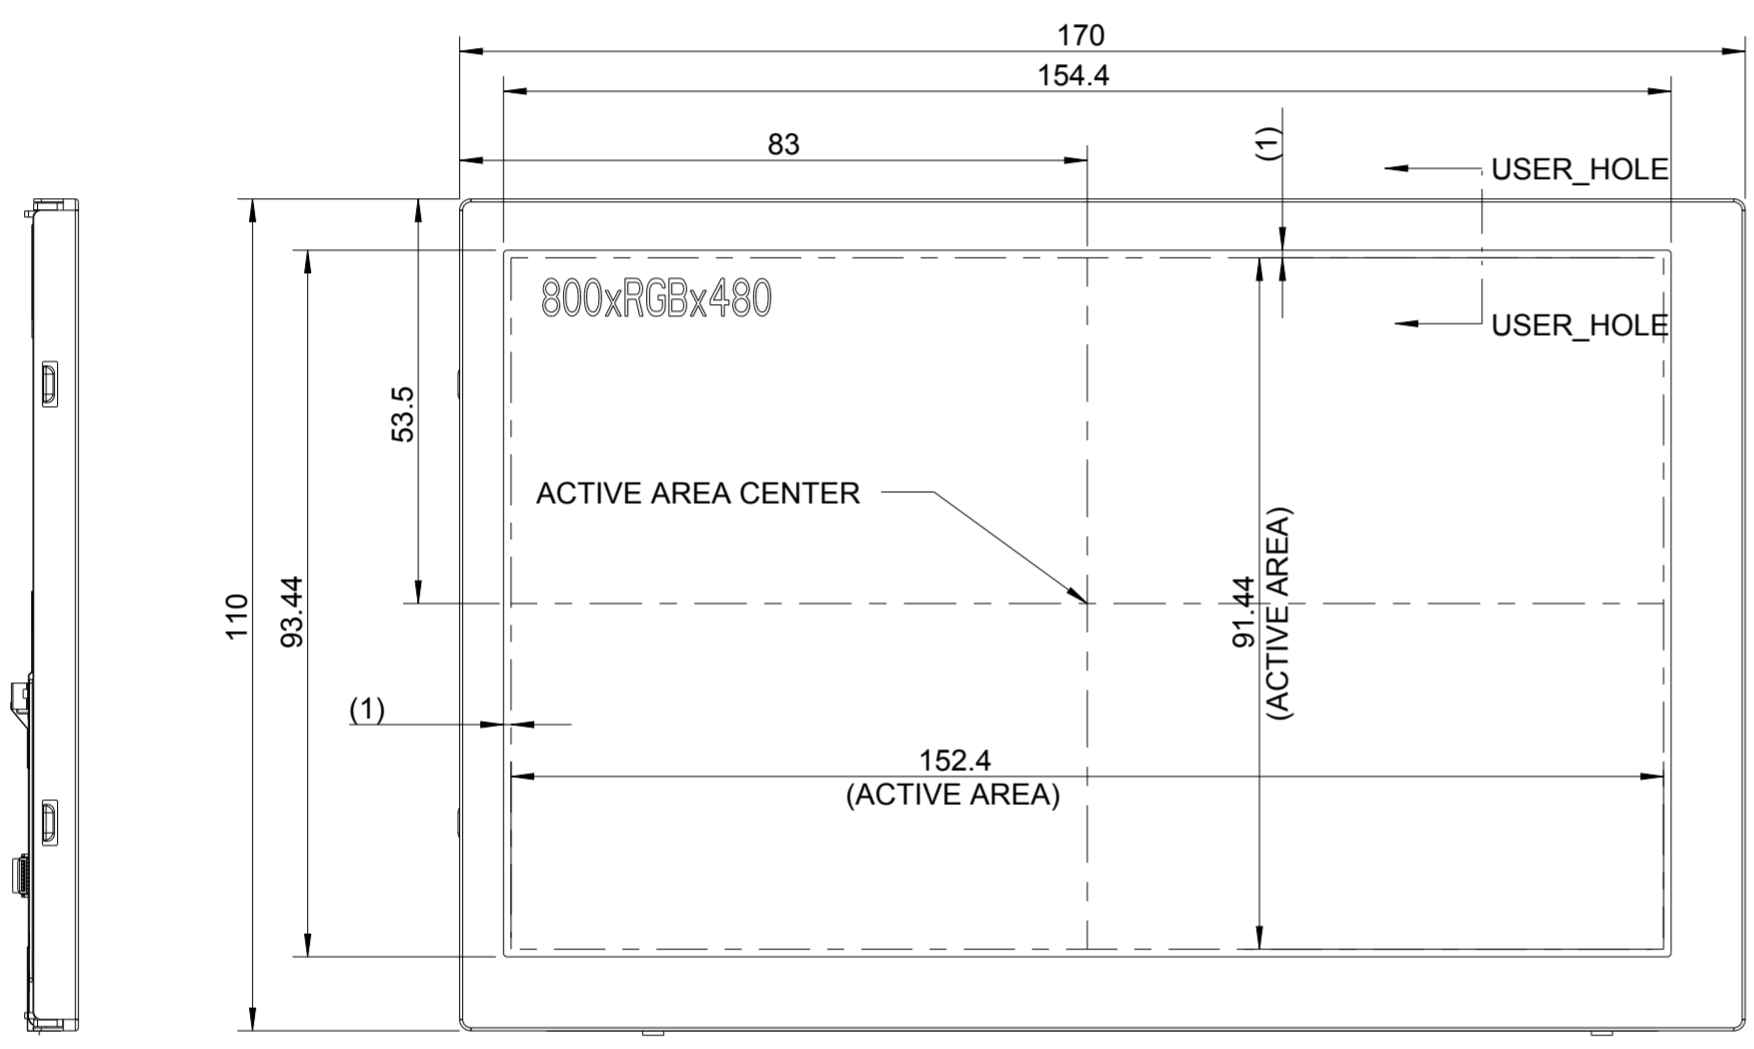 170
154.4
83
(1)
USER_HOLE
800xRGBx480
USER_HOLE
53.5
ACTIVE AREA CENTER
110
93.44
91.44
(ACTIVE AREA)
(1)
152.4
(ACTIVE AREA)